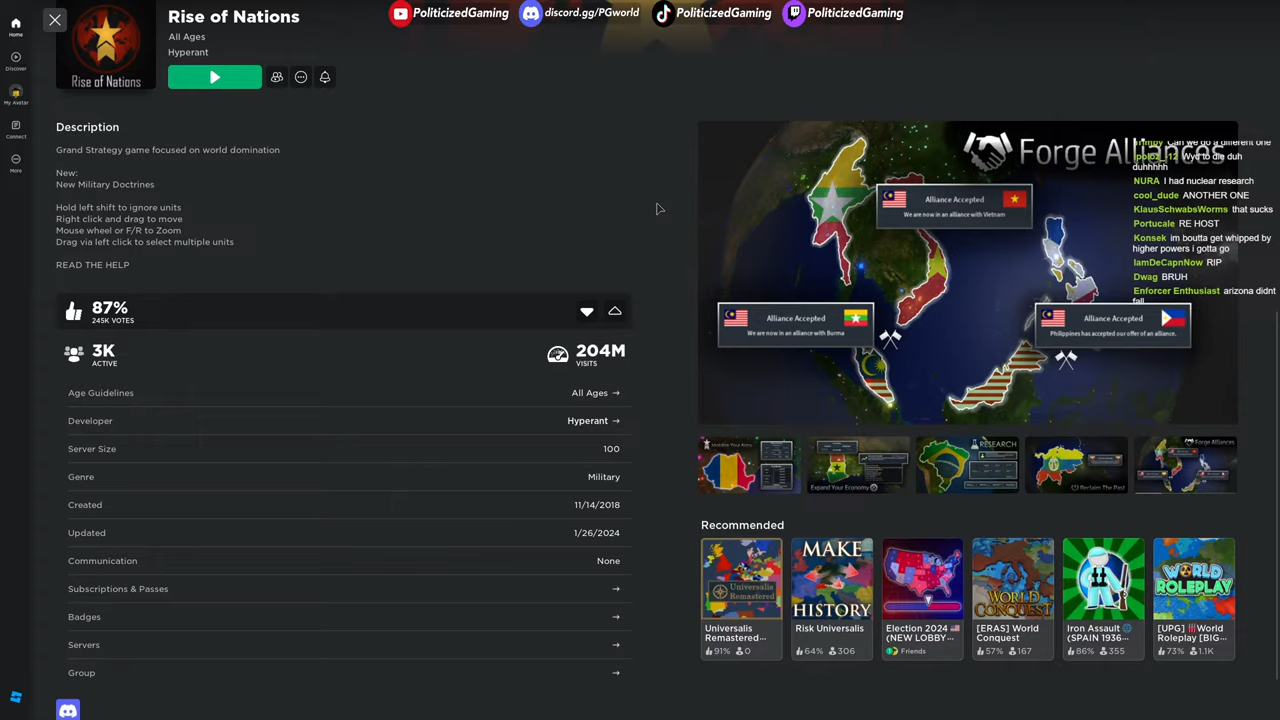 PoliticizedGaming
discord.gg/PGworld
PoliticizedGaming
PoliticizedGaming
Home
Discover
My Avatar
Connect
More
Rise of Nations
Rise of Nations
All Ages
Hyperant
Description
Grand Strategy game focused on world domination
New:
New Military Doctrines
Hold left shift to ignore units
Right click and drag to move
Mouse wheel or F/R to Zoom
Drag via left click to select multiple units
READ THE HELP
87%
245K VOTES
3K
ACTIVE
204M
VISITS
Age Guidelines
All Ages →
Developer
Hyperant →
Server Size
100
Genre
Military
Created
11/14/2018
Updated
1/26/2024
Communication
None
Subscriptions & Passes →
Badges →
Servers →
Group →
Forge Alliances
Alliance Accepted
We are now in an alliance with Vietnam
Alliance Accepted
We are now in an alliance with Burma
Alliance Accepted
Philippines has accepted our offer of an alliance.
Can we go a different one
Wyd to die duh
duhhhhh
NURA I had nuclear research
cool_dude ANOTHER ONE
KlausSchwabsWorms that sucks
Portucale RE HOST
Konsek im boutta get whipped by
higher powers i gotta go
IamDeCapnNow RIP
Dwag BRUH
Enforcer Enthusiast arizona didnt
fall
Mobilise Your Army
Expand Your Economy
RESEARCH
Reclaim The Past
Forge Alliances
Recommended
Universalis
Remastered
Universalis
Remastered...
91% 0
MAKE
HISTORY
Risk Universalis
64% 306
Election 2024
(NEW LOBBY...
Friends
WORLD
CONQUEST
[ERAS] World
Conquest
57% 167
Iron Assault
(SPAIN 1936...
86% 355
WORLD
ROLEPLAY
[UPG] World
Roleplay [BIG...
73% 1.1K